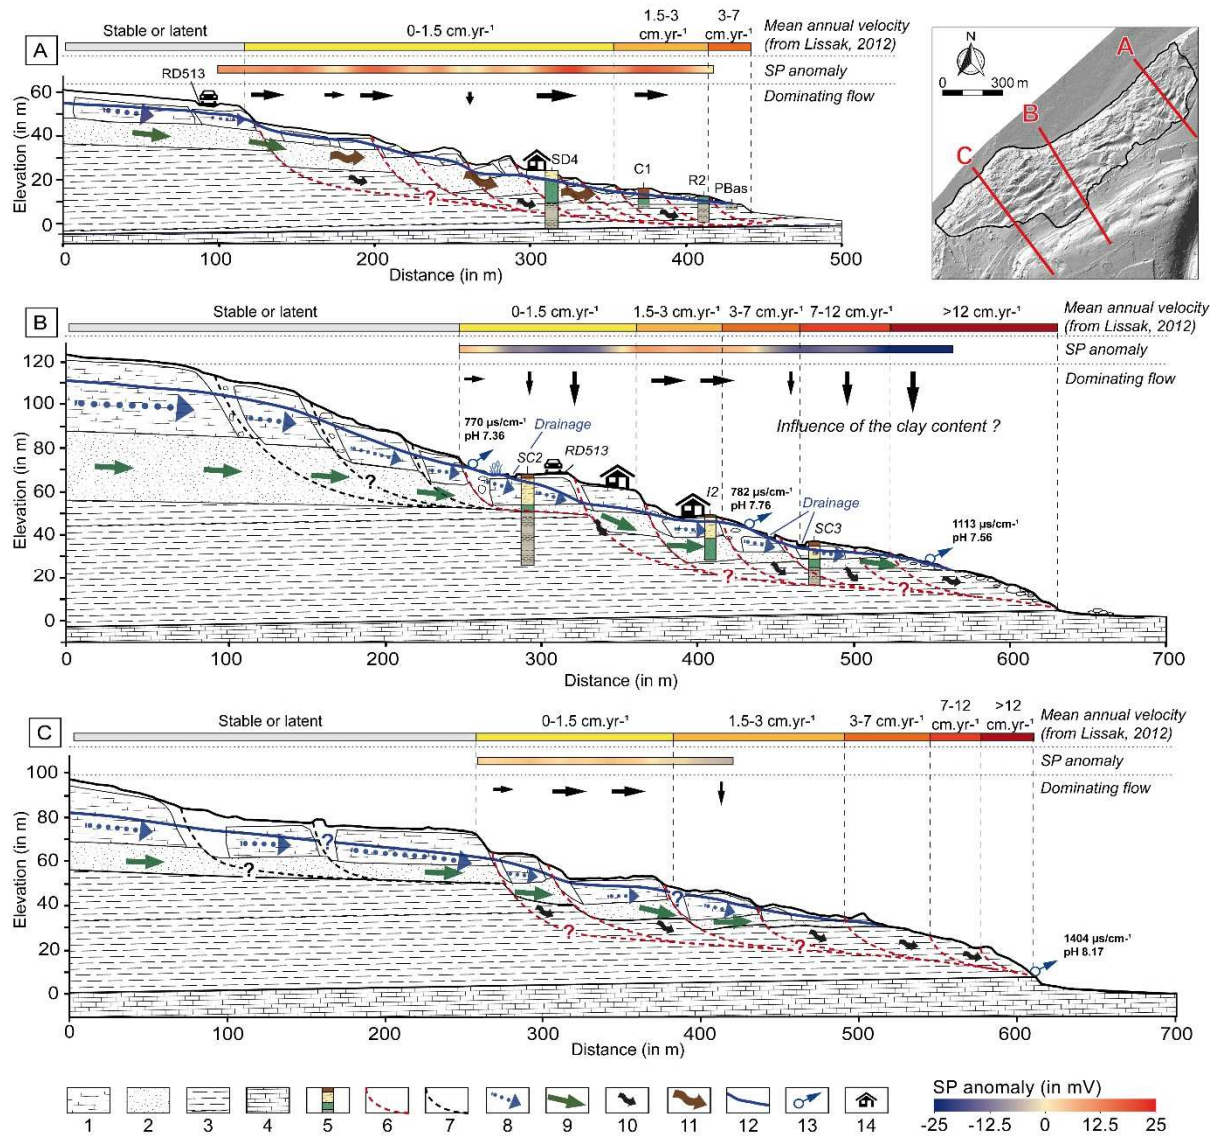 A
Stable or latent
0-1.5 cm.yr-¹
1.5-3
cm.yr-¹
3-7
cm.yr-¹
Mean annual velocity
(from Lissak, 2012)
SP anomaly
Dominating flow
RD513
SD4
C1
R2
PBas
?
Elevation (in m)
60
40
20
0
0
100
200
300
400
500
Distance (in m)
N
0
300 m
A
B
C
B
Stable or latent
0-1.5 cm.yr-¹
1.5-3 cm.yr-¹
3-7 cm.yr-¹
7-12 cm.yr-¹
>12 cm.yr-¹
Mean annual velocity
(from Lissak, 2012)
SP anomaly
Dominating flow
Influence of the clay content ?
770 µs/cm-¹
pH 7.36
Drainage
SC2
RD513
I2
782 µs/cm-¹
pH 7.76
Drainage
SC3
1113 µs/cm-¹
pH 7.56
?
?
?
Elevation (in m)
120
100
80
60
40
20
0
0
100
200
300
400
500
600
700
Distance (in m)
C
Stable or latent
0-1.5 cm.yr-¹
1.5-3 cm.yr-¹
3-7 cm.yr-¹
7-12
cm.yr-¹
>12
cm.yr-¹
Mean annual velocity
(from Lissak, 2012)
SP anomaly
Dominating flow
?
?
?
?
?
1404 µs/cm-¹
pH 8.17
Elevation (in m)
100
80
60
40
20
0
0
100
200
300
400
500
600
700
Distance (in m)
1
2
3
4
5
6
7
8
9
10
11
12
13
14
SP anomaly (in mV)
-25
-12.5
0
12.5
25